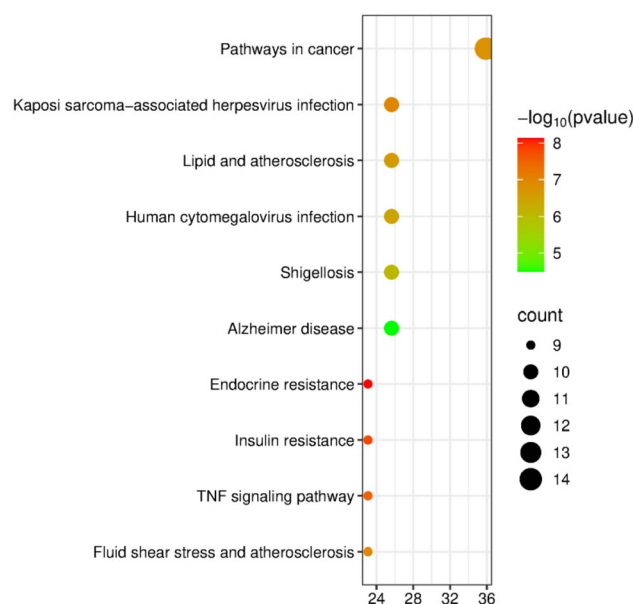 Pathways in cancer
Kaposi sarcoma−associated herpesvirus infection
Lipid and atherosclerosis
Human cytomegalovirus infection
Shigellosis
Alzheimer disease
Endocrine resistance
Insulin resistance
TNF signaling pathway
Fluid shear stress and atherosclerosis
24 28 32 36
−log₁₀(pvalue)
8
7
6
5
count
9
10
11
12
13
14